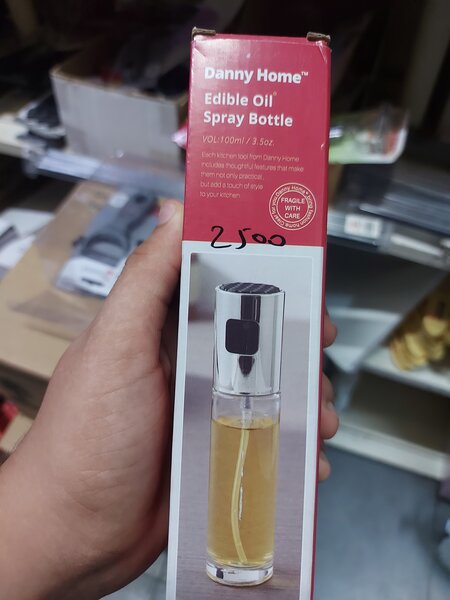 Danny Home™
Edible Oil
Spray Bottle
VOL:100ml / 3.5oz.
Each kitchen tool from Danny Home
includes thoughtful features that make
them not only practical,
but add a touch of style
to your kitchen
FRAGILE
WITH
CARE
2500